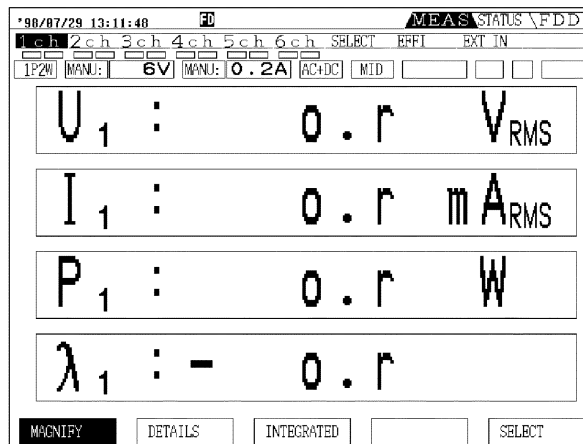 '98/07/29 13:11:48 FD MEAS STATUS FDD
1ch 2ch 3ch 4ch 5ch 6ch SELECT EFFI EXT IN
1P2W MANU: 6V MANU: 0.2A AC+DC MID
U1 : o.r VRMS
I1 : o.r mARMS
P1 : o.r W
λ1 :- o.r
MAGNIFY DETAILS INTEGRATED SELECT